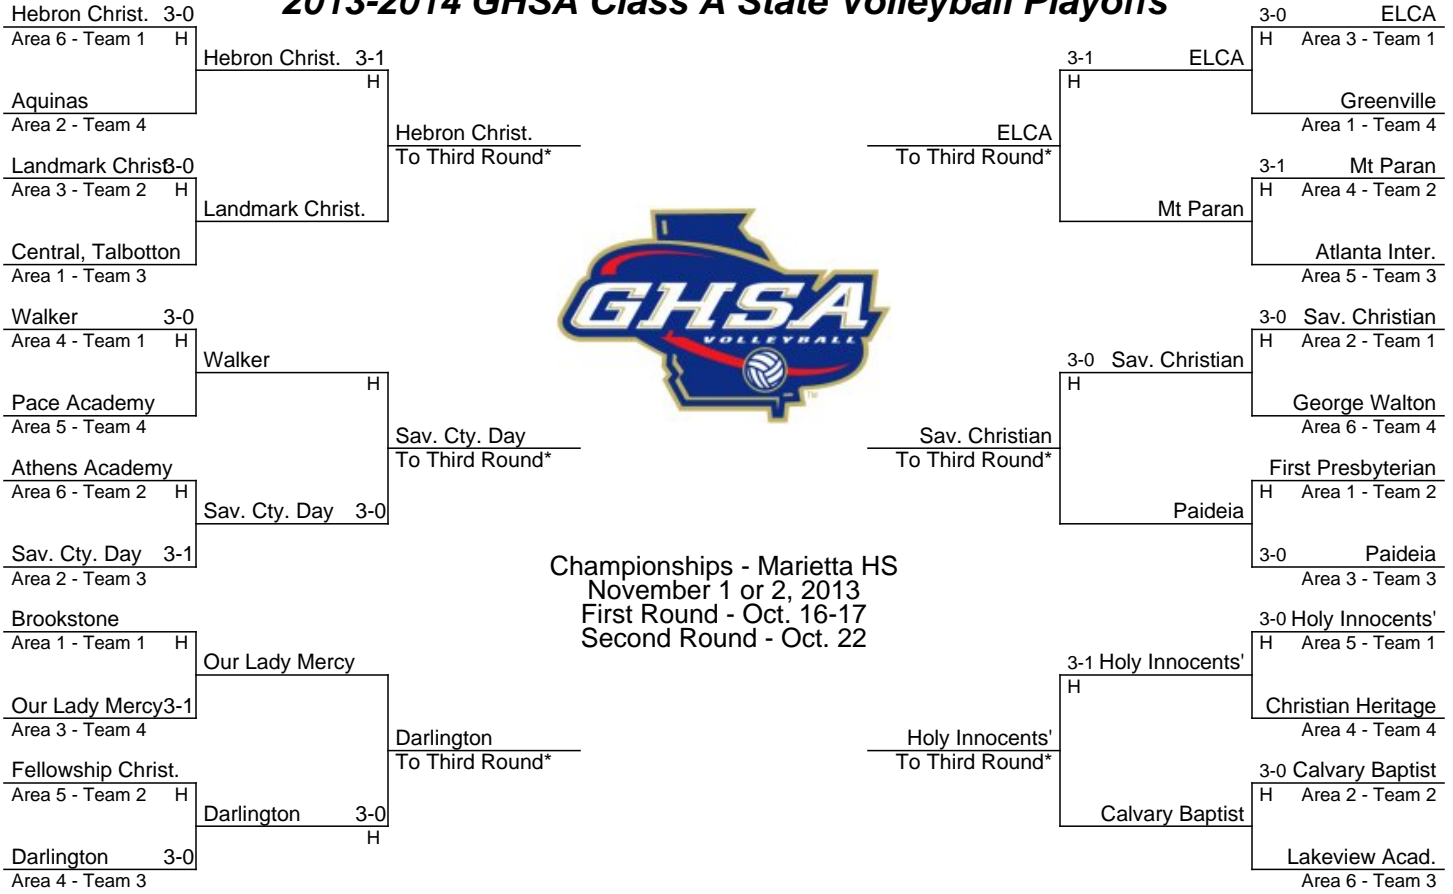 2013-2014 GHSA Class A State Volleyball Playoffs
Hebron Christ. 3-0
Area 6 - Team 1 H
Hebron Christ. 3-1
H
Aquinas
Area 2 - Team 4
Hebron Christ.
To Third Round*
Landmark Christ 3-0
Area 3 - Team 2 H
Landmark Christ.
Central, Talbotton
Area 1 - Team 3
Walker 3-0
Area 4 - Team 1 H
Walker
H
Pace Academy
Area 5 - Team 4
Sav. Cty. Day
To Third Round*
Athens Academy
Area 6 - Team 2 H
Sav. Cty. Day 3-0
Sav. Cty. Day 3-1
Area 2 - Team 3
Brookstone
Area 1 - Team 1 H
Our Lady Mercy
Our Lady Mercy 3-1
Area 3 - Team 4
Darlington
To Third Round*
Fellowship Christ.
Area 5 - Team 2 H
Darlington 3-0
H
Darlington 3-0
Area 4 - Team 3
GHSA
VOLLEYBALL
TM
Championships - Marietta HS
November 1 or 2, 2013
First Round - Oct. 16-17
Second Round - Oct. 22
3-0 ELCA
H Area 3 - Team 1
3-1 ELCA
H
Greenville
Area 1 - Team 4
ELCA
To Third Round*
3-1 Mt Paran
H Area 4 - Team 2
Mt Paran
Atlanta Inter.
Area 5 - Team 3
3-0 Sav. Christian
H Area 2 - Team 1
3-0 Sav. Christian
H
George Walton
Area 6 - Team 4
Sav. Christian
To Third Round*
First Presbyterian
H Area 1 - Team 2
Paideia
3-0 Paideia
Area 3 - Team 3
3-0 Holy Innocents'
H Area 5 - Team 1
3-1 Holy Innocents'
H
Christian Heritage
Area 4 - Team 4
Holy Innocents'
To Third Round*
3-0 Calvary Baptist
H Area 2 - Team 2
Calvary Baptist
Lakeview Acad.
Area 6 - Team 3